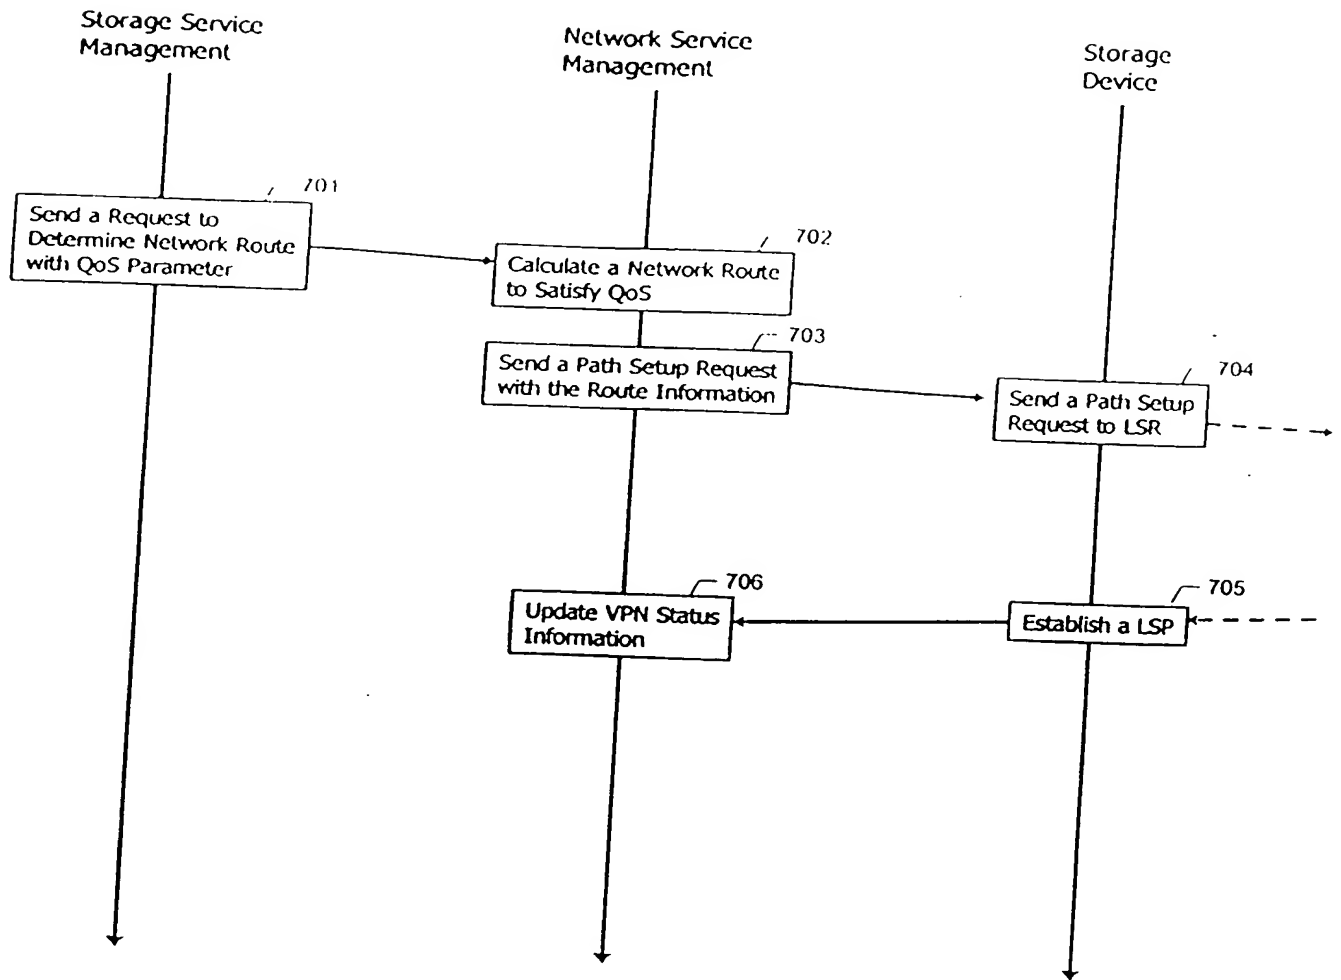 Storage Service
Management
Network Service
Management
Storage
Device
701
Send a Request to
Determine Network Route
with QoS Parameter
702
Calculate a Network Route
to Satisfy QoS
703
Send a Path Setup Request
with the Route Information
704
Send a Path Setup
Request to LSR
706
Update VPN Status
Information
705
Establish a LSP